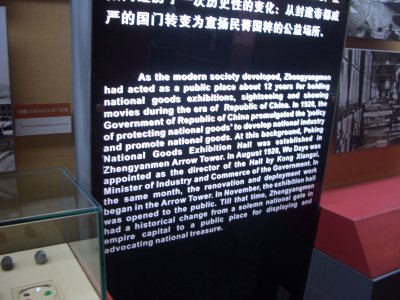 历史性的变化：从封建帝都威
严的国门转变为宣扬民菁国粹的公益场所。
As the modern society developed, Zhengyangmen
had acted as a public place about 12 years for holding
national goods exhibitions, sightseeing and showing
movies during the era of Republic of China. In 1928, the
Government of Republic of China promulgated the 'policy
of protecting national goods' to develop national industry
and promote national goods. At this background, Peking
National Goods Exhibition Hall was established in
Zhengyanmen Arrow Tower. In August 1928, Wu Daye was
appointed as the director of the Hall by Kong Xiangxi,
Minister of Industry and Commerce of the Government. In
the same month, the renovation and deployment work
began in the Arrow Tower. In November, the exhibition hall
was opened to the public. Till that time, Zhengyanmen
had a historical change from a solemn national gate in
empire capital to a public place for displaying and
advocating national treasure.